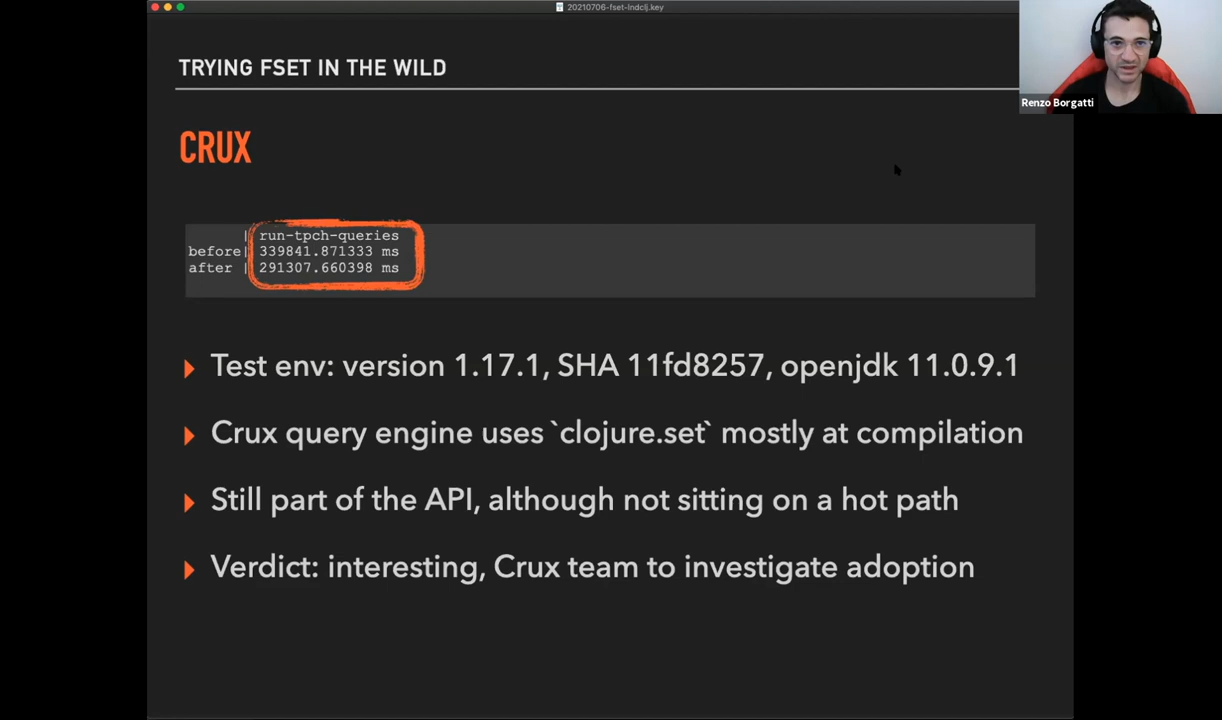 20210706-fset-lndclj.key
TRYING FSET IN THE WILD
Renzo Borgatti
CRUX
| run-tpch-queries
before| 339841.871333 ms
after | 291307.660398 ms
Test env: version 1.17.1, SHA 11fd8257, openjdk 11.0.9.1
Crux query engine uses `clojure.set` mostly at compilation
Still part of the API, although not sitting on a hot path
Verdict: interesting, Crux team to investigate adoption